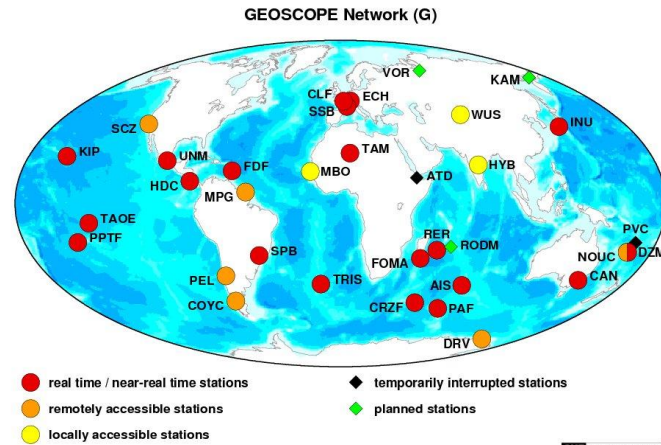 GEOSCOPE Network (G)
VOR
KAM
CLF
ECH
SSB
WUS
SCZ
INU
KIP
UNM
TAM
FDF
MBO
HYB
HDC
ATD
MPG
TAOE
PPTF
RER
RODM
PVC
SPB
FOMA
NOUC
DZM
PEL
TRIS
AIS
CAN
COYC
CRZF
PAF
DRV
real time / near-real time stations
temporarily interrupted stations
remotely accessible stations
planned stations
locally accessible stations